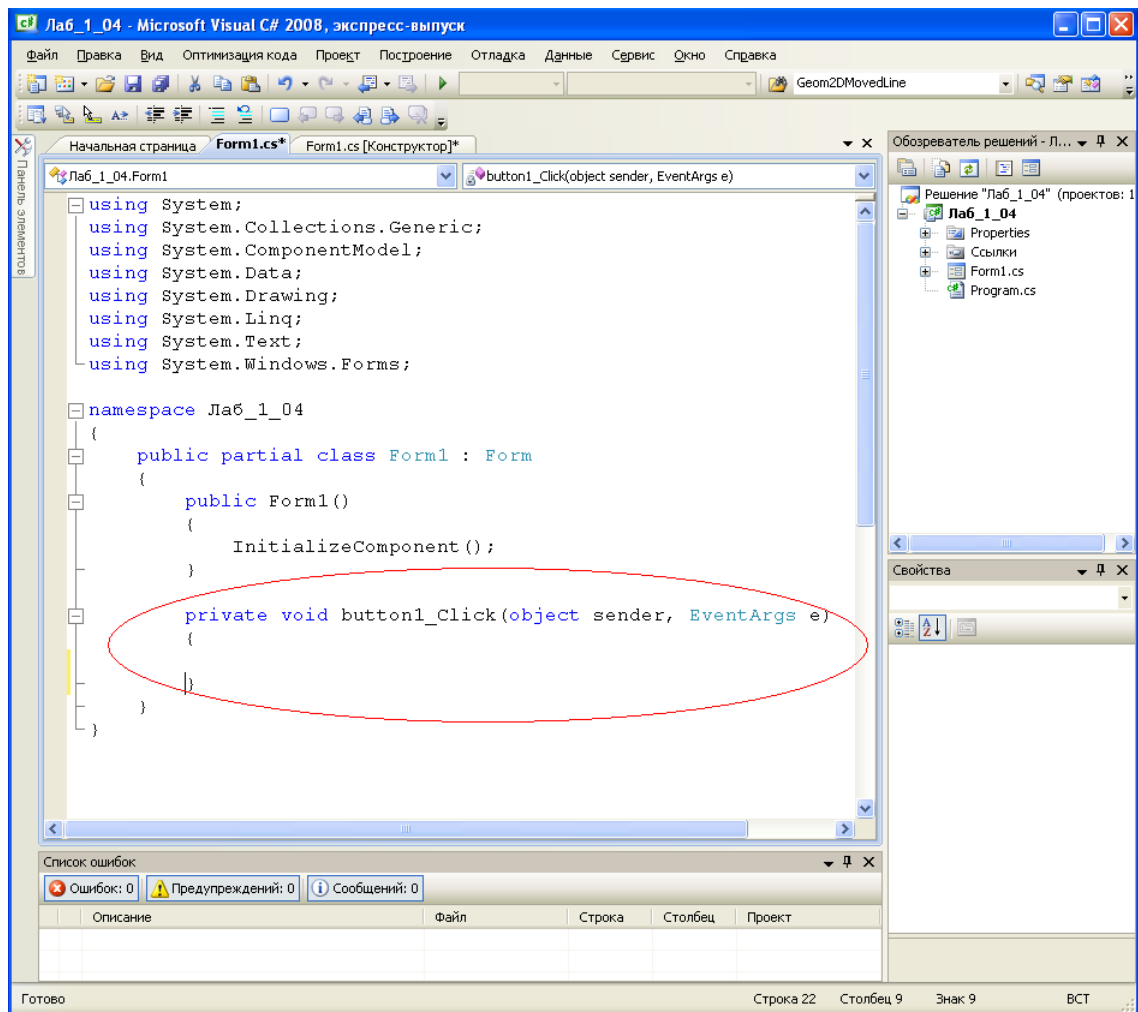 Лаб_1_04 - Microsoft Visual C# 2008, экспресс-выпуск
Файл Правка Вид Оптимизация кода Проект Построение Отладка Данные Сервис Окно Справка
Geom2DMovedLine
Начальная страница Form1.cs* Form1.cs [Конструктор]*
Панель элементов
Лаб_1_04.Form1 button1_Click(object sender, EventArgs e)
using System;
using System.Collections.Generic;
using System.ComponentModel;
using System.Data;
using System.Drawing;
using System.Linq;
using System.Text;
using System.Windows.Forms;
namespace Лаб_1_04
{
public partial class Form1 : Form
{
public Form1()
{
InitializeComponent();
}
private void button1_Click(object sender, EventArgs e)
{
}
}
}
Обозреватель решений - Л...
Решение "Лаб_1_04" (проектов: 1
Лаб_1_04
Properties
Ссылки
Form1.cs
Program.cs
Свойства
Список ошибок
Ошибок: 0 Предупреждений: 0 Сообщений: 0
Описание Файл Строка Столбец Проект
Готово Строка 22 Столбец 9 Знак 9 ВСТ